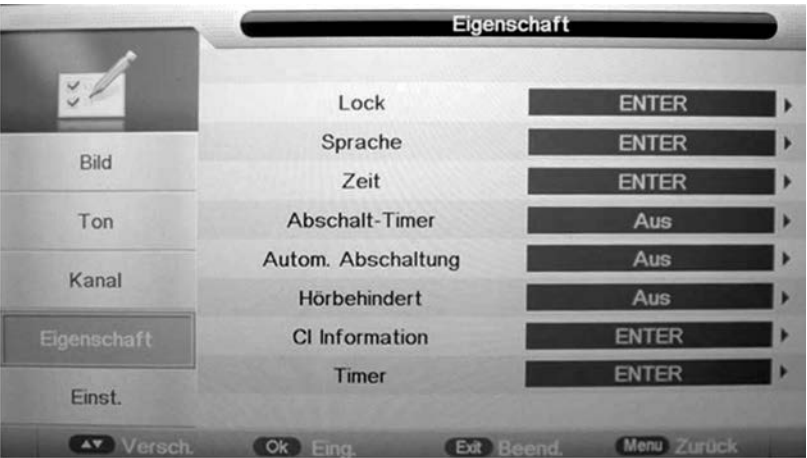 Eigenschaft
Lock ENTER
Sprache ENTER
Zeit ENTER
Abschalt-Timer Aus
Autom. Abschaltung Aus
Hörbehindert Aus
CI Information ENTER
Timer ENTER
Bild
Ton
Kanal
Eigenschaft
Einst.
Versch. Ok Eing. Exit Beend. Menu Zurück